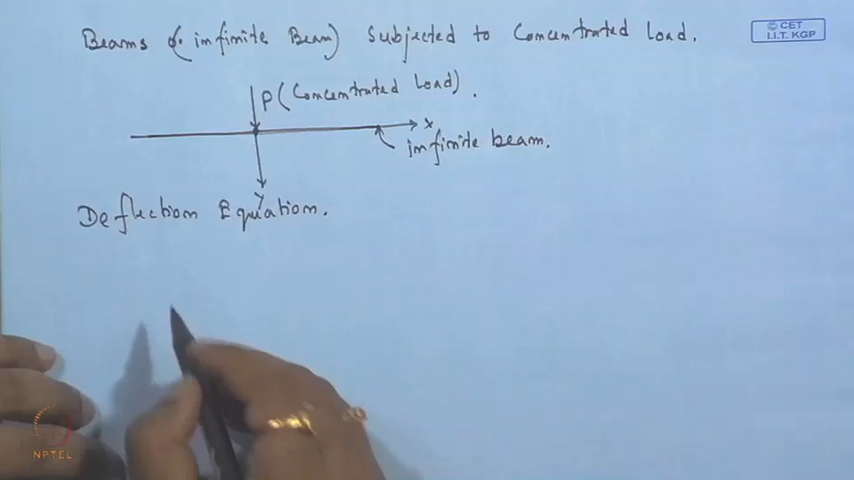 Beams (& infinite Beam) Subjected to Concentrated Load.
© CET
I.I.T. KGP
P (Concentrated Load).
x
infinite beam.
y
Deflection Equation.
NPTEL